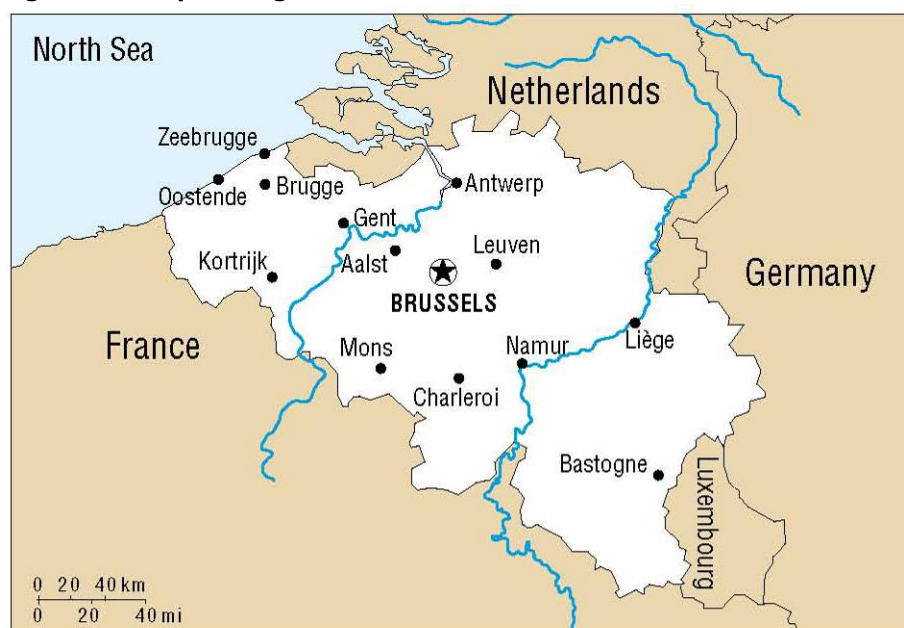 North Sea
Netherlands
Zeebrugge
Oostende
Brugge
Antwerp
Gent
Leuven
Kortrijk
Aalst
BRUSSELS
Germany
France
Mons
Namur
Liège
Charleroi
Bastogne
Luxembourg
0 20 40 km
0 20 40 mi